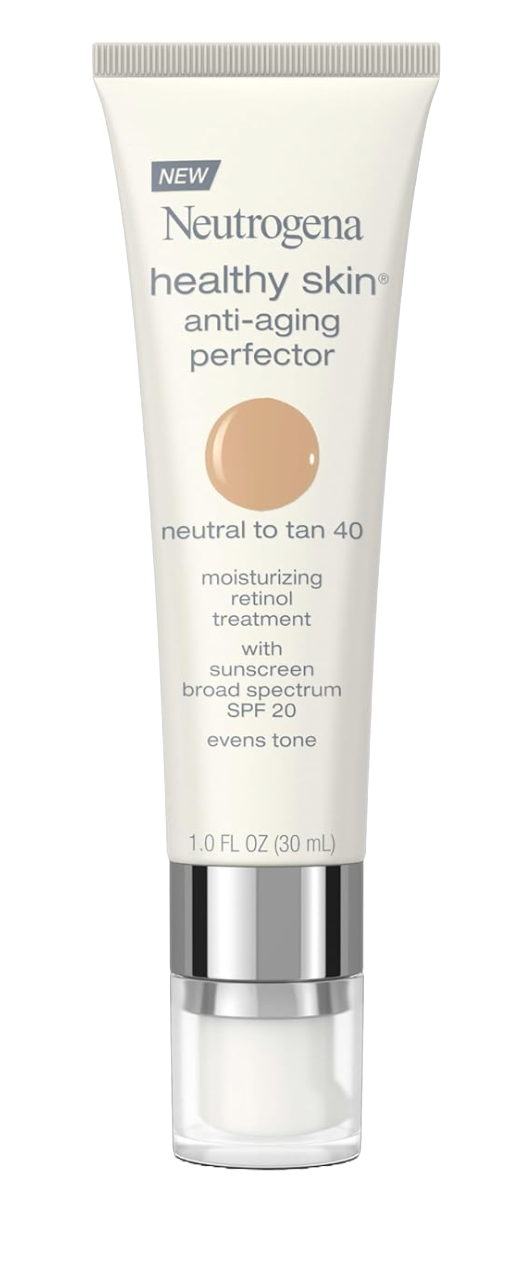 NEW
Neutrogena
healthy skin®
anti-aging
perfector
neutral to tan 40
moisturizing
retinol
treatment
with
sunscreen
broad spectrum
SPF 20
evens tone
1.0 FL OZ (30 mL)